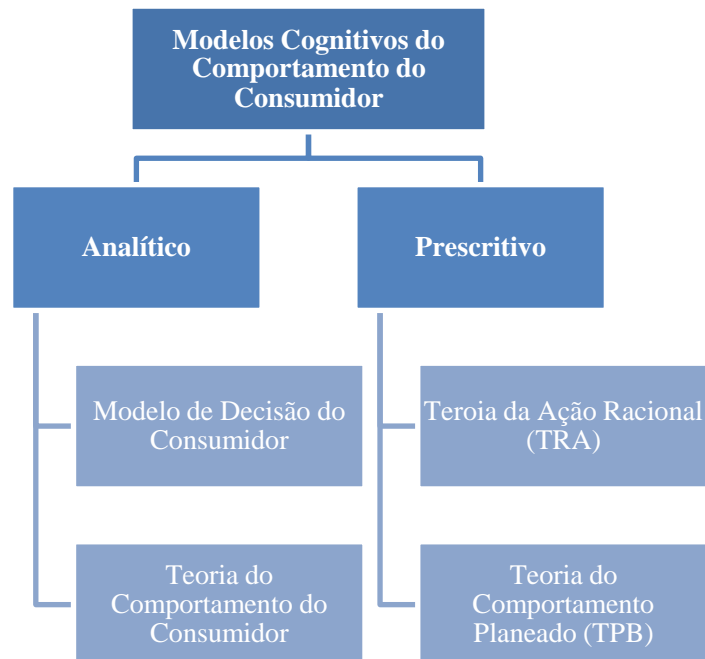 Modelos Cognitivos do
Comportamento do
Consumidor
Analítico
Prescritivo
Modelo de Decisão do
Consumidor
Teroia da Ação Racional
(TRA)
Teoria do
Comportamento do
Consumidor
Teoria do
Comportamento
Planeado (TPB)